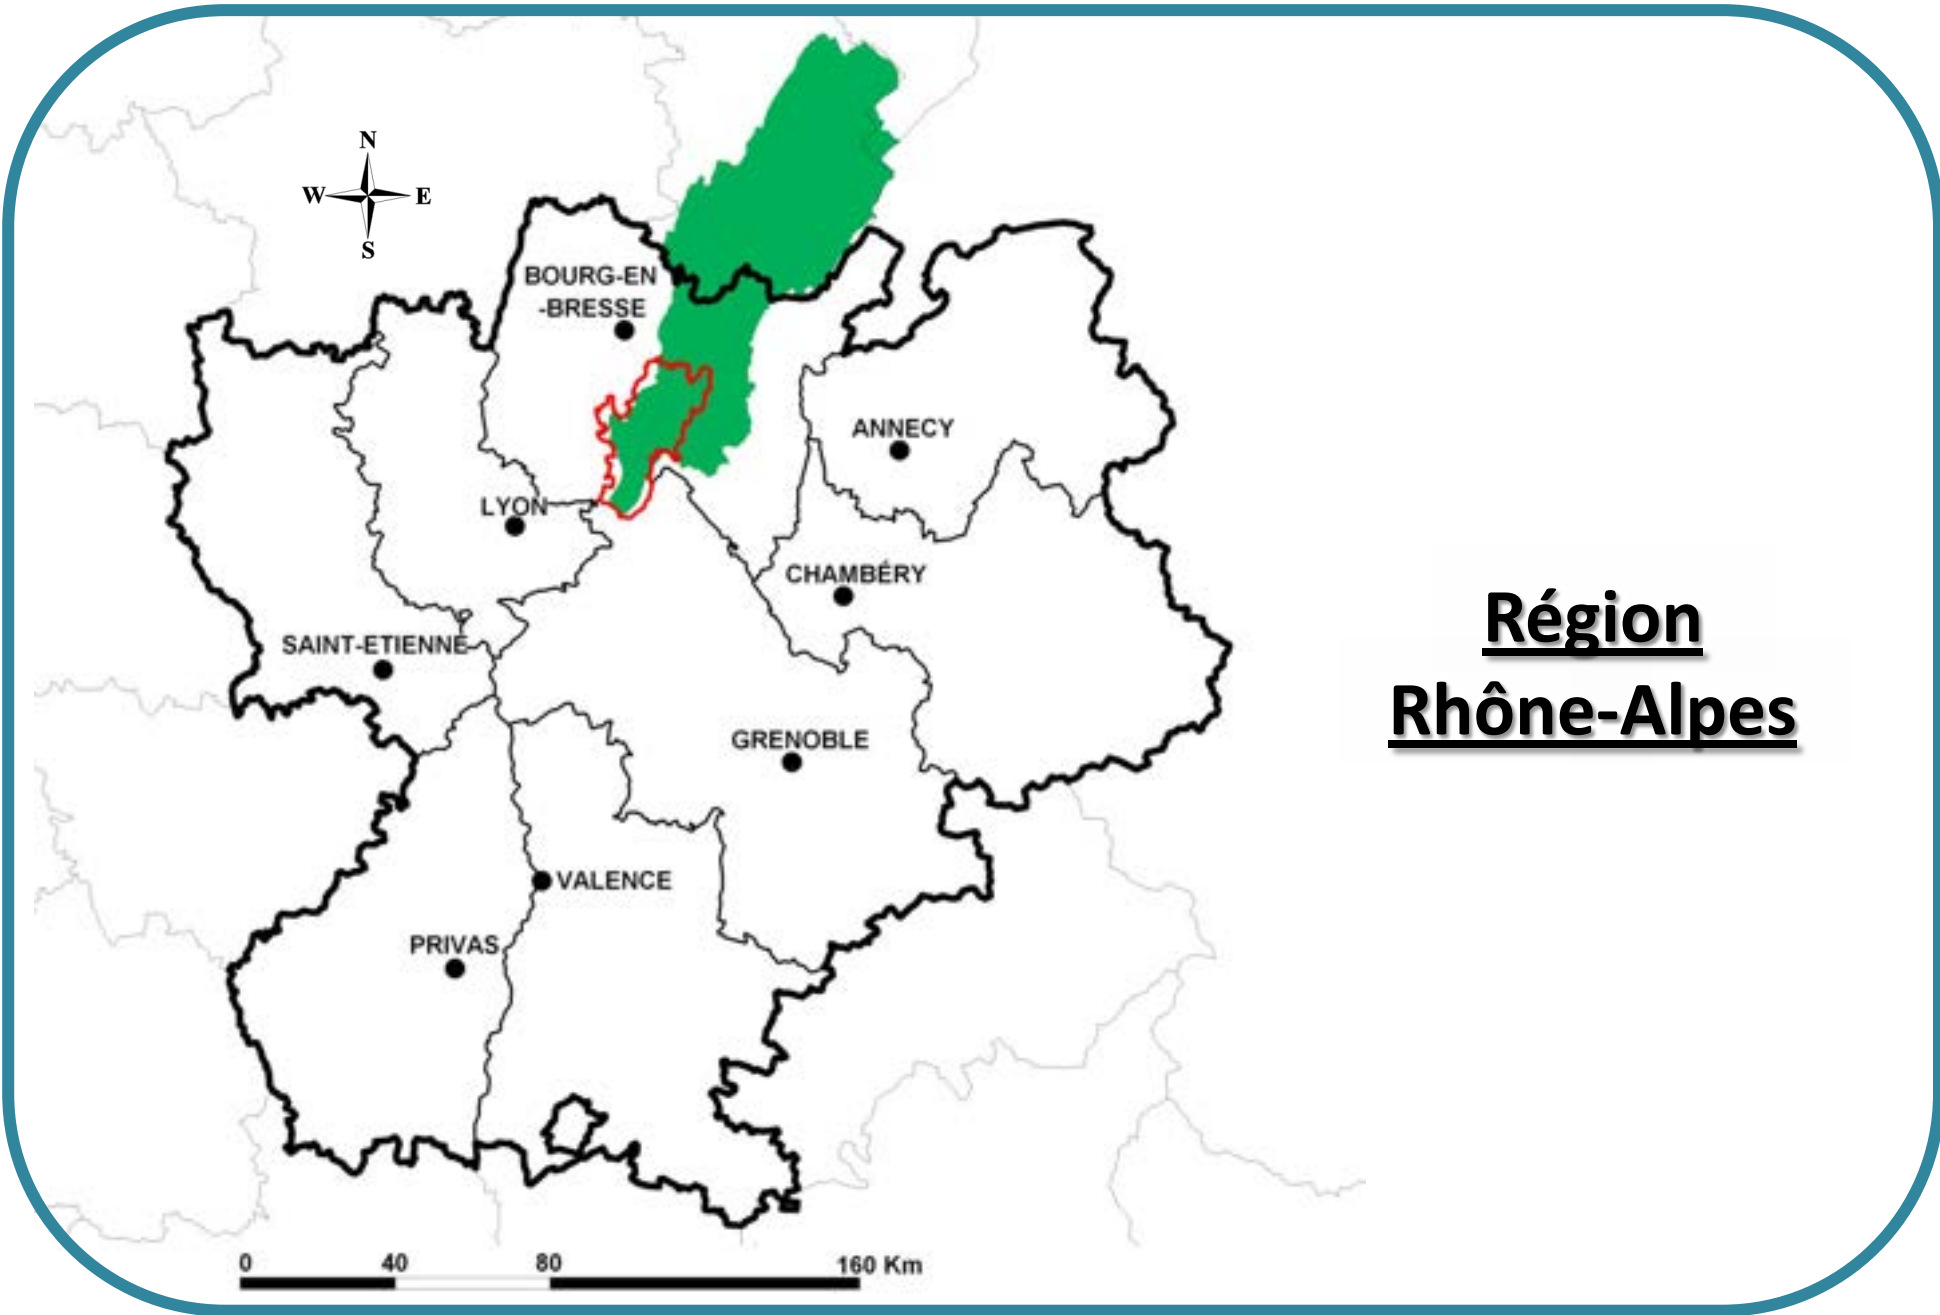 N
W E
S
BOURG-EN
-BRESSE
ANNECY
LYON
CHAMBÉRY
SAINT-ETIENNE
GRENOBLE
VALENCE
PRIVAS
0 40 80 160 Km
Région
Rhône-Alpes